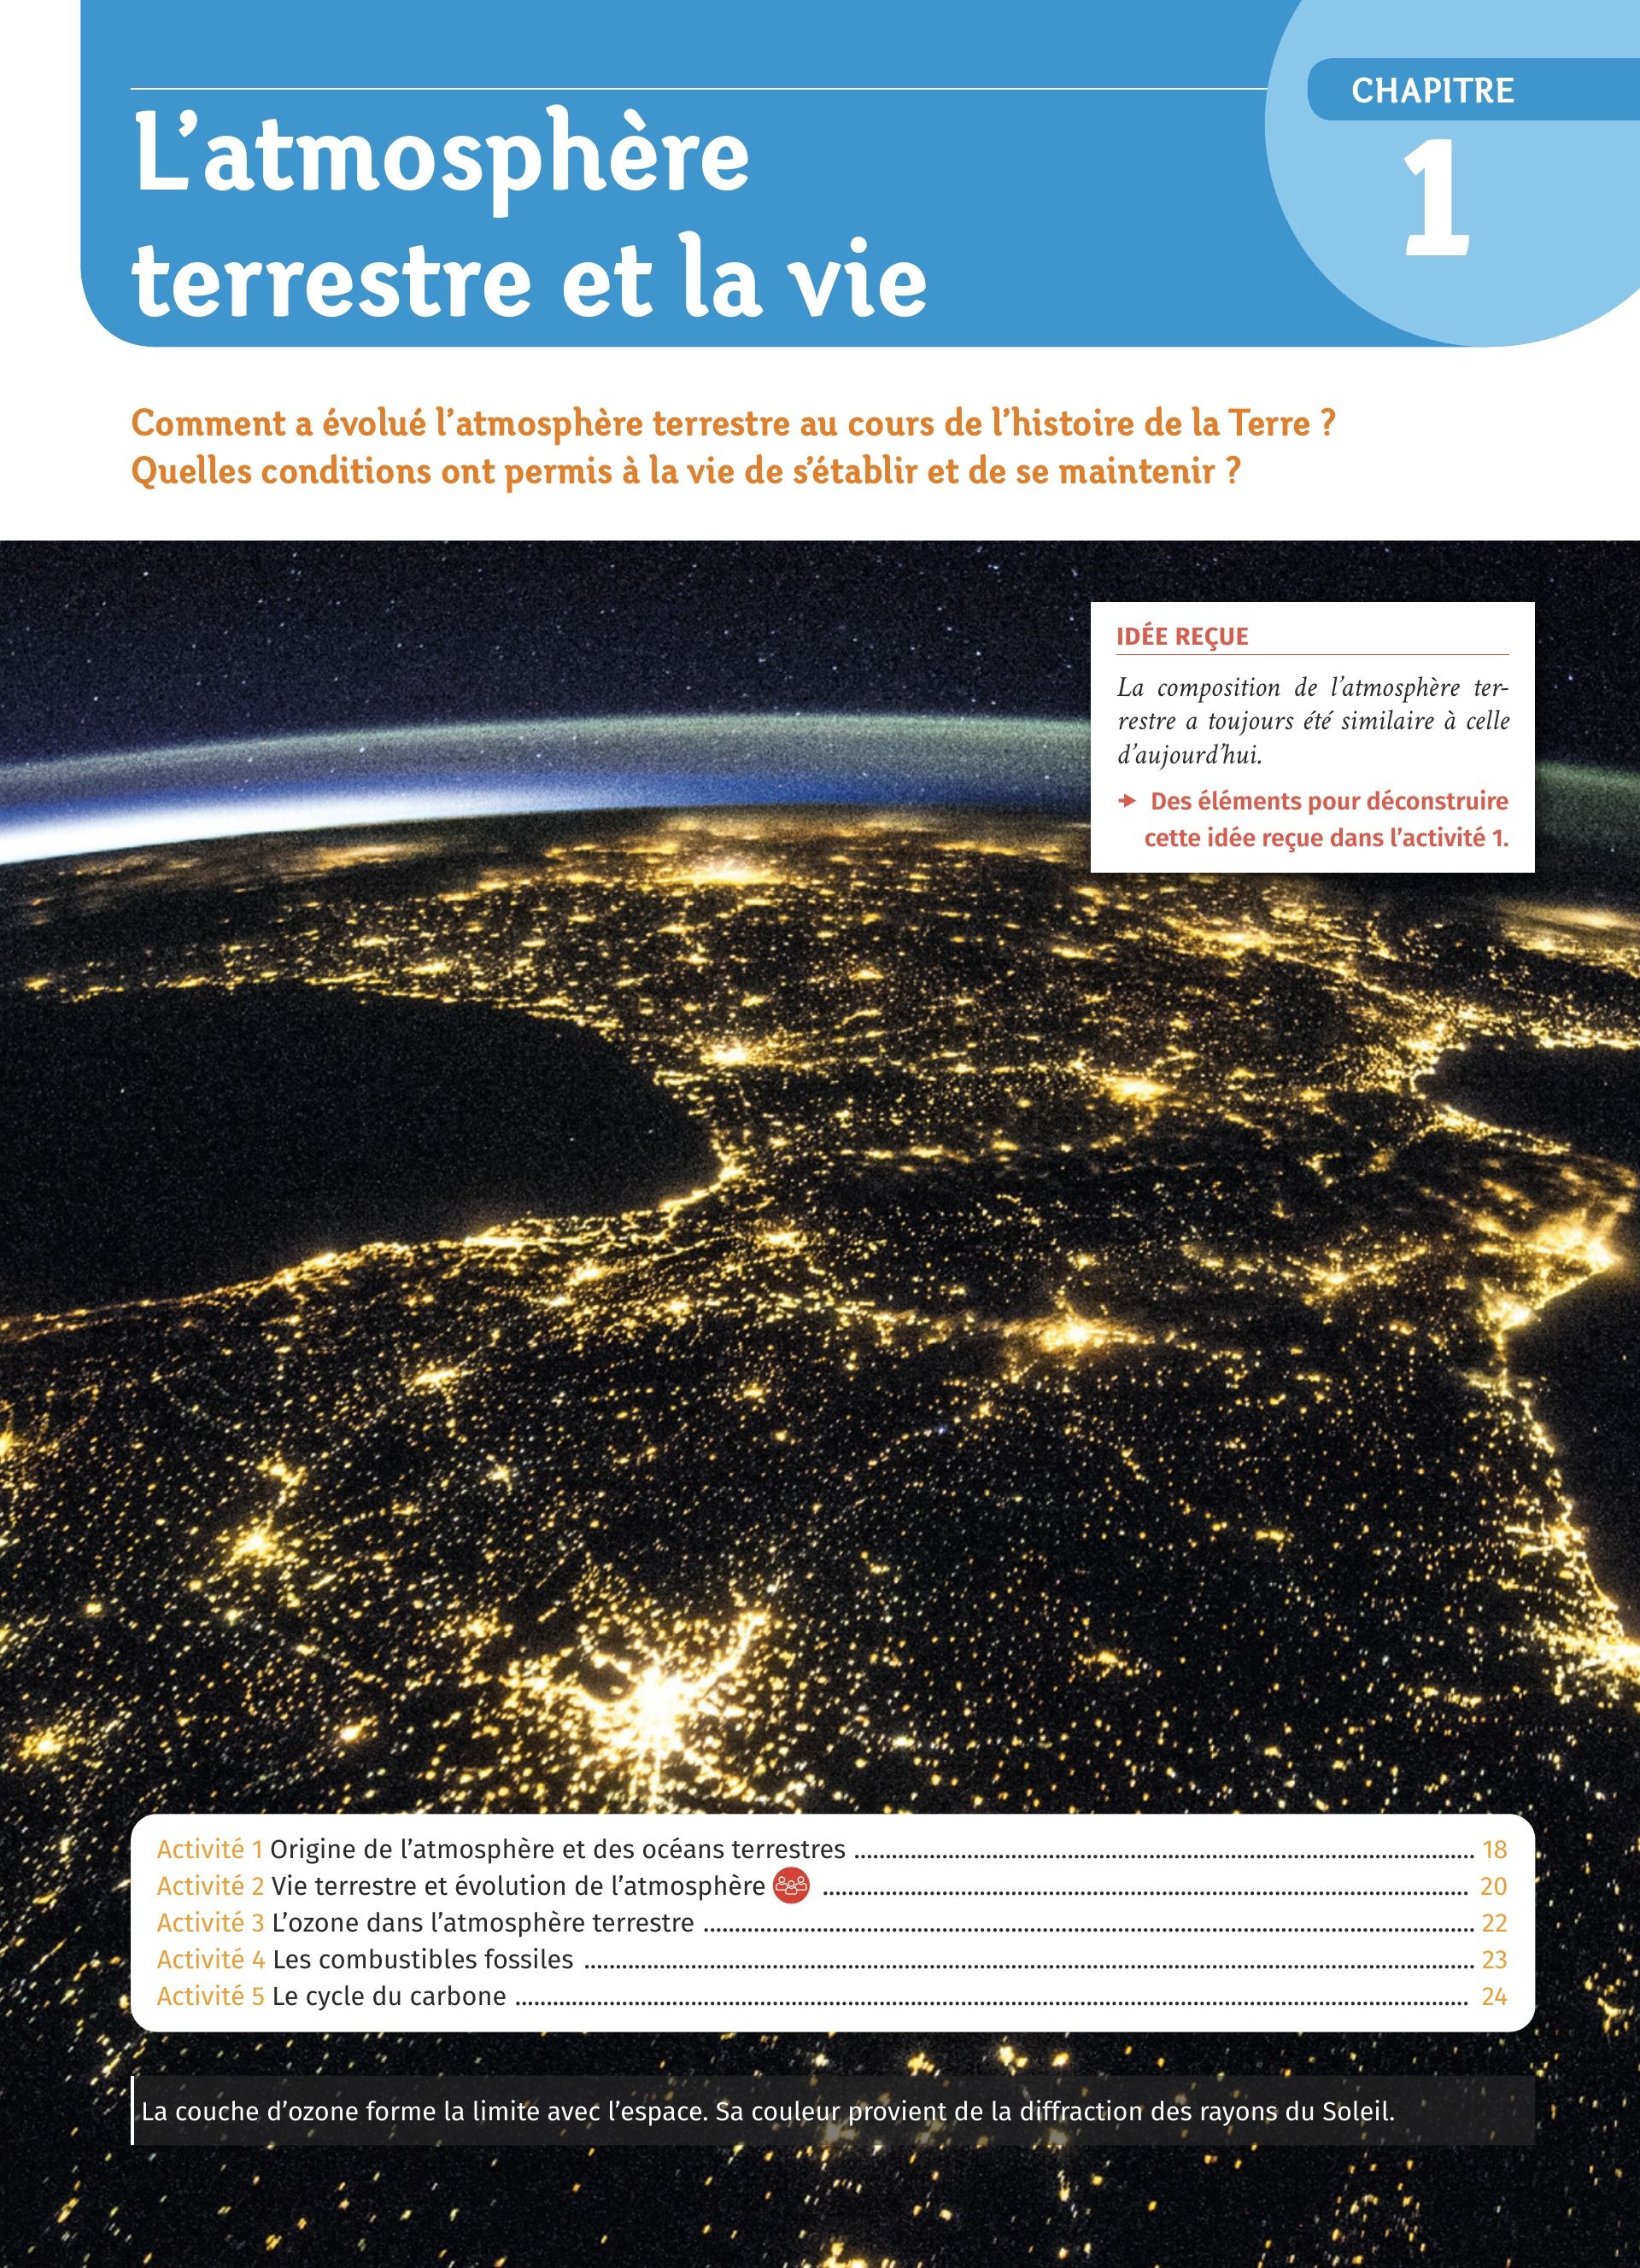 CHAPITRE
1
L’atmosphère
terrestre et la vie
Comment a évolué l’atmosphère terrestre au cours de l’histoire de la Terre ?
Quelles conditions ont permis à la vie de s’établir et de se maintenir ?
IDÉE REÇUE
La composition de l’atmosphère ter-
restre a toujours été similaire à celle
d’aujourd’hui.
➔ Des éléments pour déconstruire
cette idée reçue dans l’activité 1.
Activité 1 Origine de l’atmosphère et des océans terrestres ........ 18
Activité 2 Vie terrestre et évolution de l’atmosphère ........ 20
Activité 3 L’ozone dans l’atmosphère terrestre ........ 22
Activité 4 Les combustibles fossiles ........ 23
Activité 5 Le cycle du carbone ........ 24
La couche d’ozone forme la limite avec l’espace. Sa couleur provient de la diffraction des rayons du Soleil.